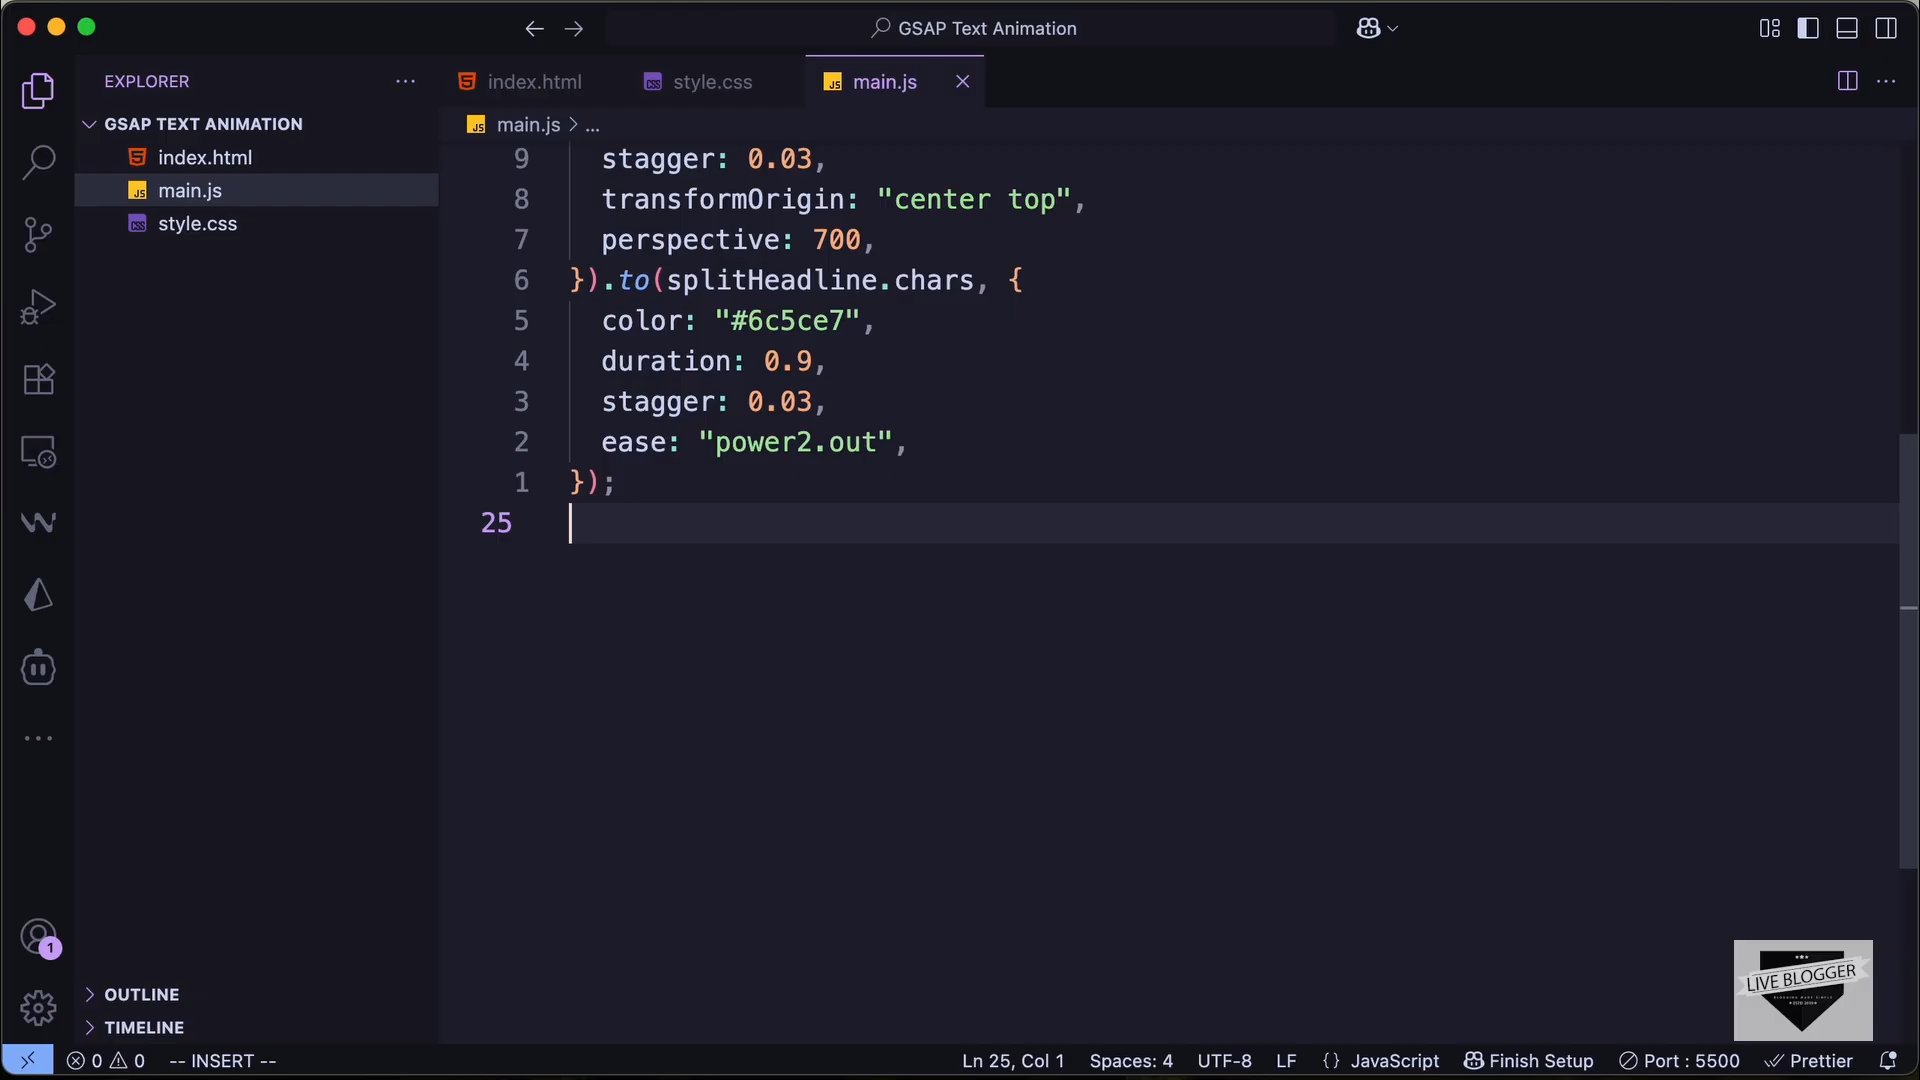 GSAP Text Animation
EXPLORER
index.html
style.css
main.js
GSAP TEXT ANIMATION
main.js > ...
index.html
main.js
style.css
9 stagger: 0.03,
8 transformOrigin: "center top",
7 perspective: 700,
6 }).to(splitHeadline.chars, {
5 color: "#6c5ce7",
4 duration: 0.9,
3 stagger: 0.03,
2 ease: "power2.out",
1 });
25
1
LIVE BLOGGER
OUTLINE
TIMELINE
0 0 -- INSERT -- Ln 25, Col 1 Spaces: 4 UTF-8 LF {} JavaScript Finish Setup Port : 5500 Prettier